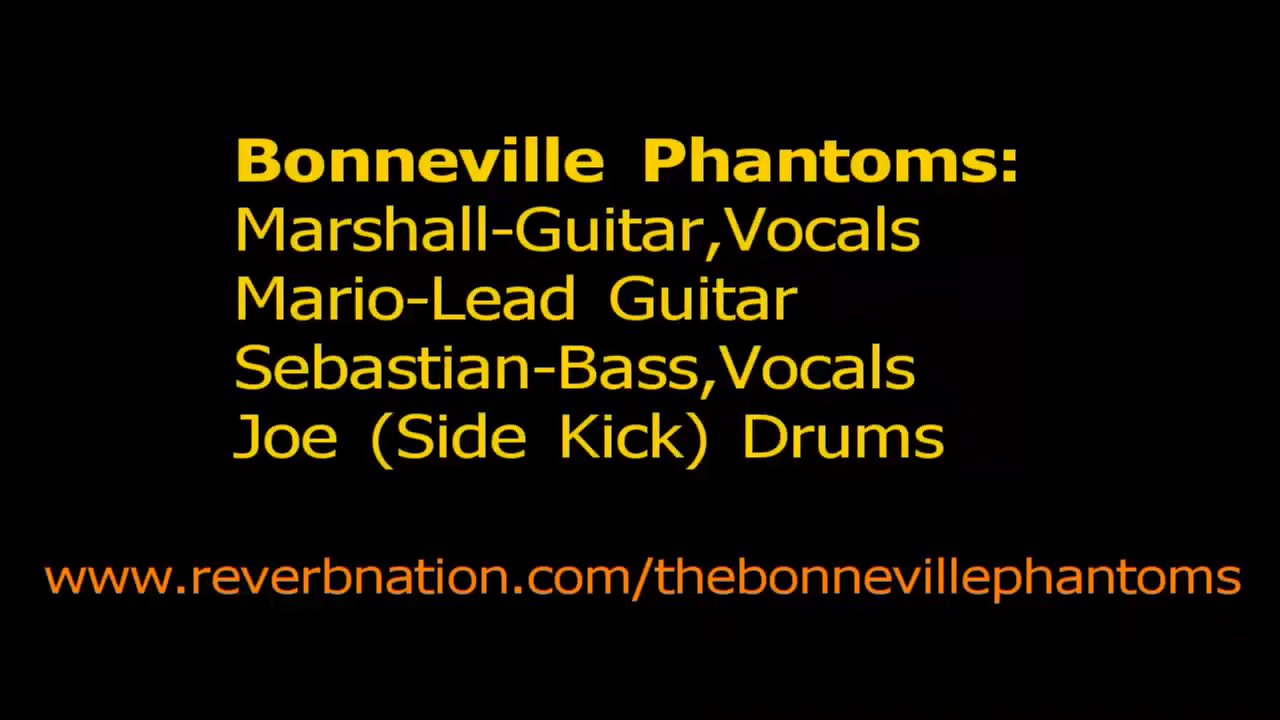 Bonneville Phantoms:
Marshall-Guitar,Vocals
Mario-Lead Guitar
Sebastian-Bass,Vocals
Joe (Side Kick) Drums
www.reverbnation.com/thebonnevillephantoms